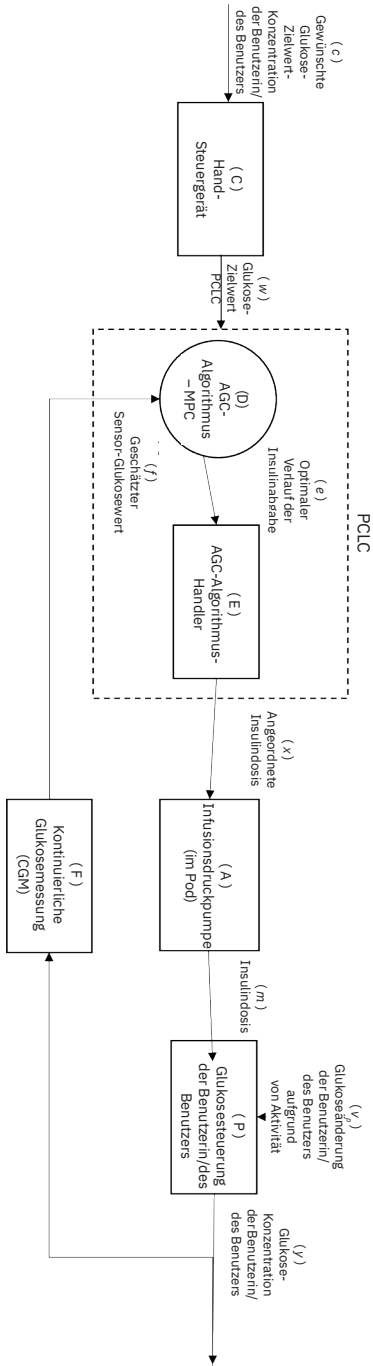 ( c )
Gewünschte
Glukose-
Zielwert-
Konzentration
der Benutzerin/
des Benutzers
( C )
Hand-
Steuergerät
( w )
Glukose-
Zielwert
PCLC
PCLC
(D)
AGC-
Algorithmus
– MPC
( e )
Optimaler
Verlauf der
Insulinabgabe
( f )
Geschätzter
Sensor-Glukosewert
( E )
AGC-Algorithmus-
Handler
( x )
Angeordnete
Insulindosis
( A )
Infusionsdruckpumpe
(im Pod)
( m )
Insulindosis
( vₚ )
Glukoseänderung
der Benutzerin/
des Benutzers
aufgrund
von Aktivität
( P )
Glukosesteuerung
der Benutzerin/des
Benutzers
( y )
Glukose-
Konzentration
der Benutzerin/
des Benutzers
( F )
Kontinuierliche
Glukosemessung
(CGM)